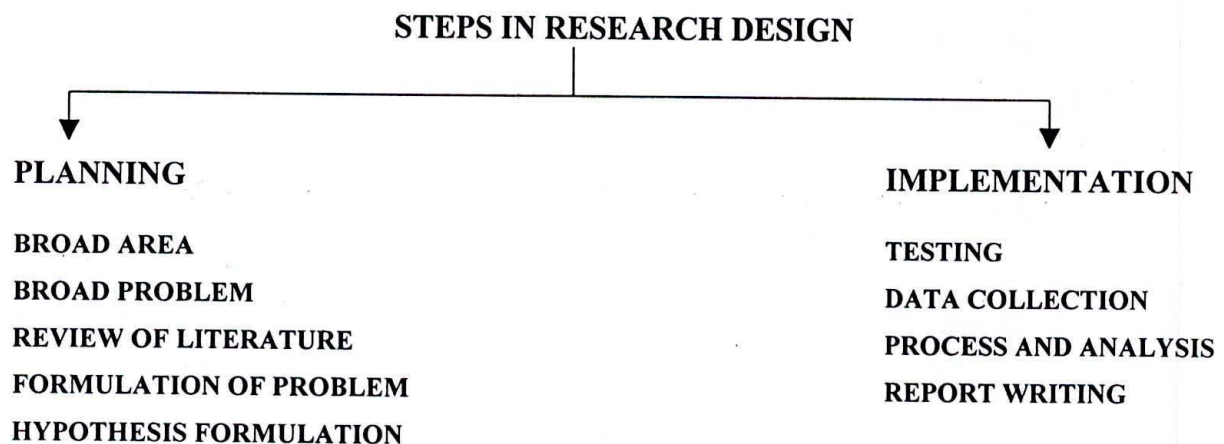 STEPS IN RESEARCH DESIGN
PLANNING
BROAD AREA
BROAD PROBLEM
REVIEW OF LITERATURE
FORMULATION OF PROBLEM
HYPOTHESIS FORMULATION
IMPLEMENTATION
TESTING
DATA COLLECTION
PROCESS AND ANALYSIS
REPORT WRITING